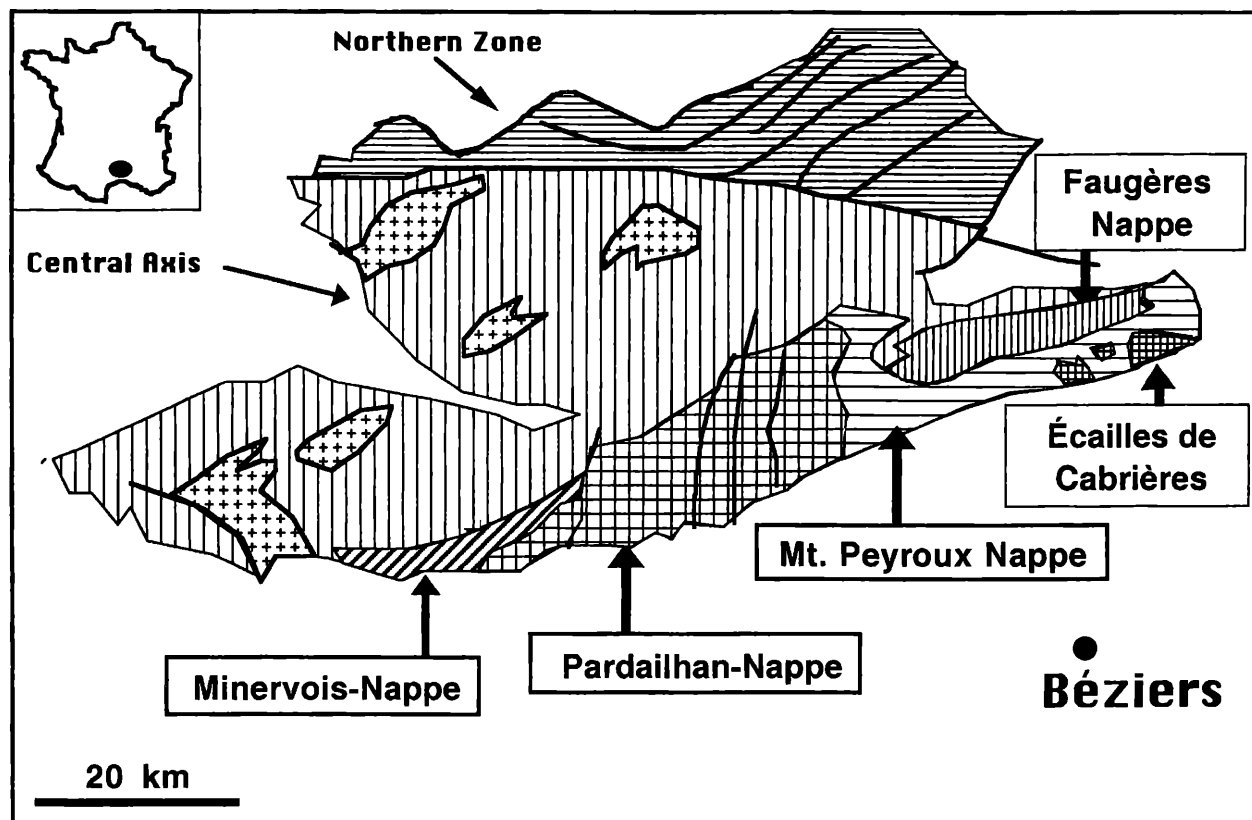 Northern Zone
Faugères
Nappe
Central Axis
Écailles de
Cabrières
Mt. Peyroux Nappe
Pardailhan-Nappe
Minervois-Nappe
Béziers
20 km